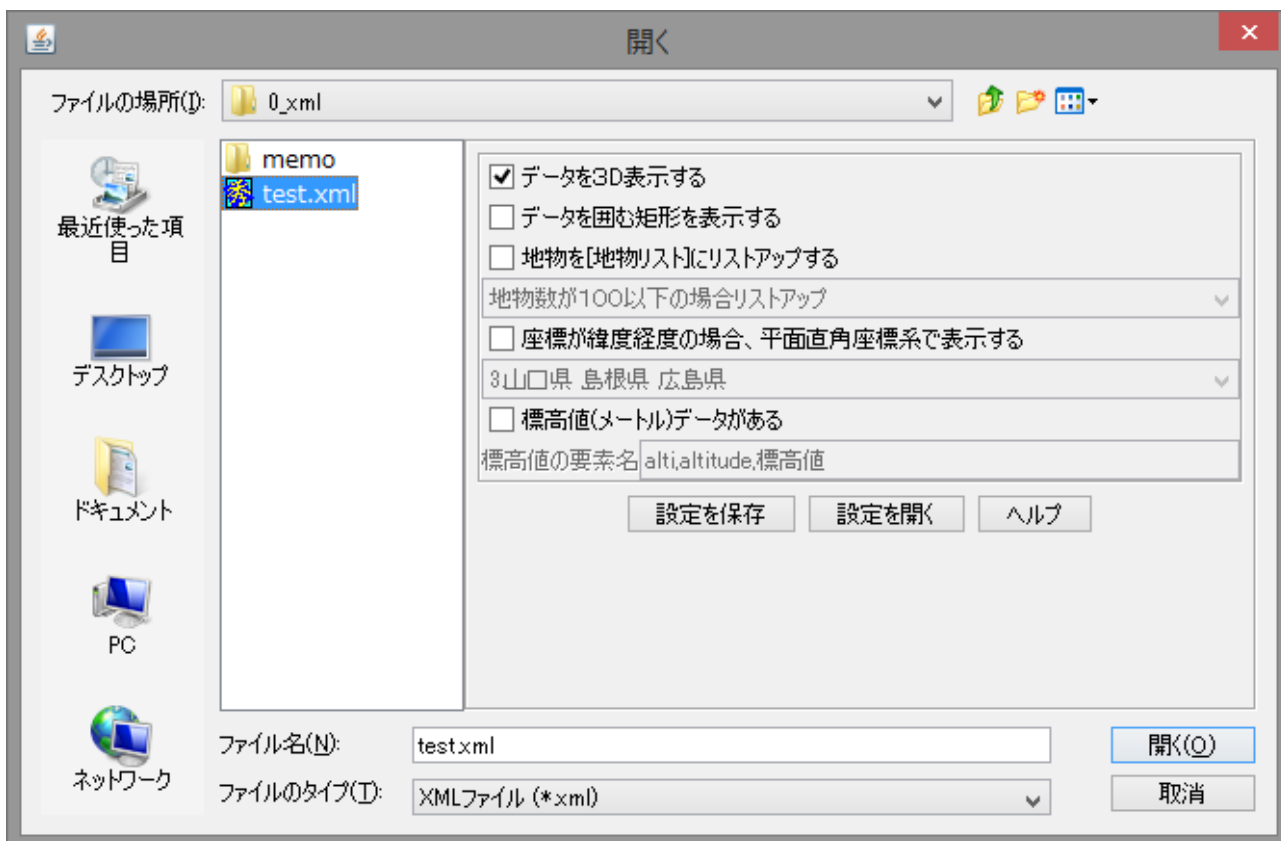 開く
ファイルの場所(I): 0_xml
最近使った項
目
デスクトップ
ドキュメント
PC
ネットワーク
memo
test.xml
データを3D表示する
データを囲む矩形を表示する
地物を[地物リスト]にリストアップする
地物数が100以下の場合リストアップ
座標が緯度経度の場合、平面直角座標系で表示する
3山口県 島根県 広島県
標高値(メートル)データがある
標高値の要素名 alti,altitude,標高値
設定を保存 設定を開く ヘルプ
ファイル名(N): test.xml 開く(O)
ファイルのタイプ(T): XMLファイル (*.xml) 取消